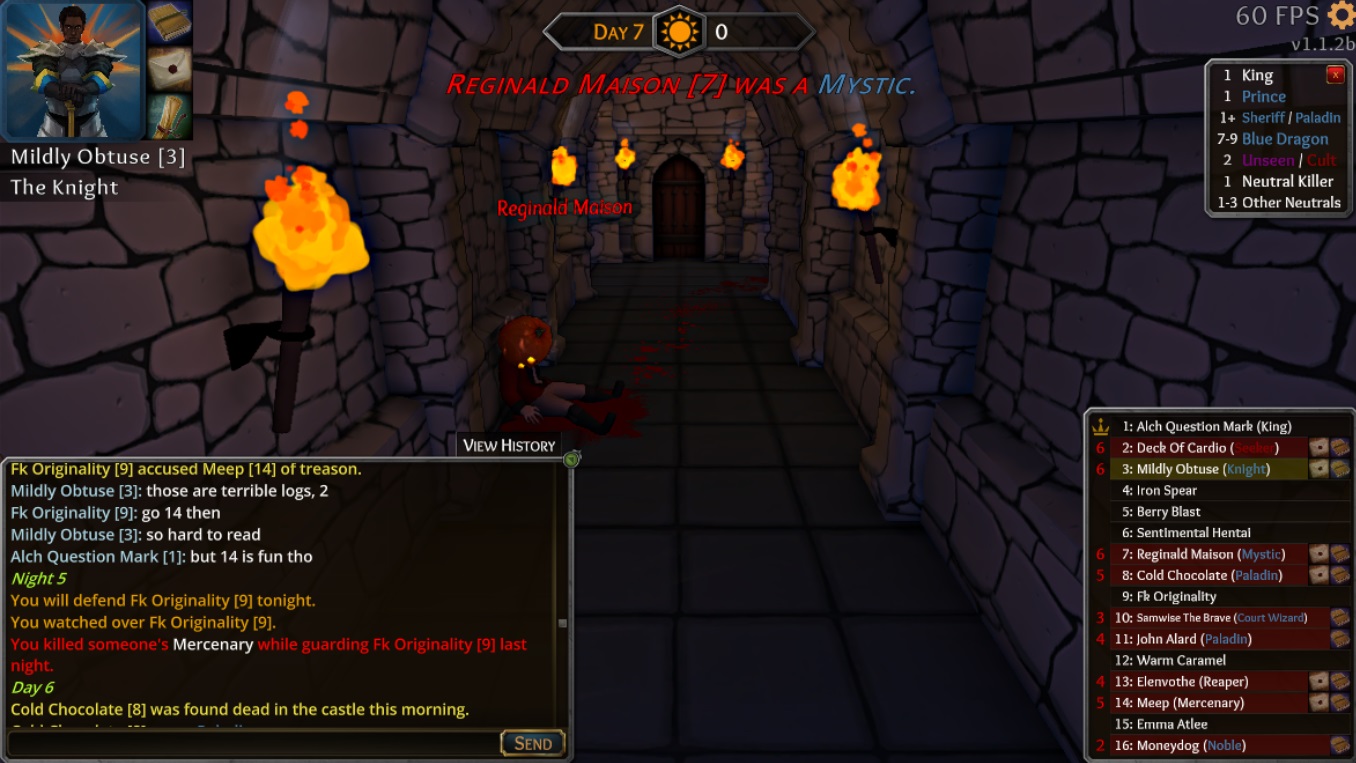 60 FPS
v1.1.2b
DAY 7
0
REGINALD MAISON [7] WAS A MYSTIC.
Mildly Obtuse [3]
The Knight
1 King
x
1 Prince
1+ Sheriff / Paladin
7-9 Blue Dragon
2 Unseen / Cult
1 Neutral Killer
1-3 Other Neutrals
Reginald Maison
VIEW HISTORY
Fk Originality [9] accused Meep [14] of treason.
Mildly Obtuse [3]: those are terrible logs, 2
Fk Originality [9]: go 14 then
Mildly Obtuse [3]: so hard to read
Alch Question Mark [1]: but 14 is fun tho
Night 5
You will defend Fk Originality [9] tonight.
You watched over Fk Originality [9].
You killed someone's Mercenary while guarding Fk Originality [9] last
night.
Day 6
Cold Chocolate [8] was found dead in the castle this morning.
SEND
1: Alch Question Mark (King)
6 2: Deck Of Cardio (Seeker)
6 3: Mildly Obtuse (Knight)
4: Iron Spear
5: Berry Blast
6: Sentimental Hentai
6 7: Reginald Maison (Mystic)
5 8: Cold Chocolate (Paladin)
9: Fk Originality
3 10: Samwise The Brave (Court Wizard)
4 11: John Alard (Paladin)
12: Warm Caramel
4 13: Elenvothe (Reaper)
5 14: Meep (Mercenary)
15: Emma Atlee
2 16: Moneydog (Noble)